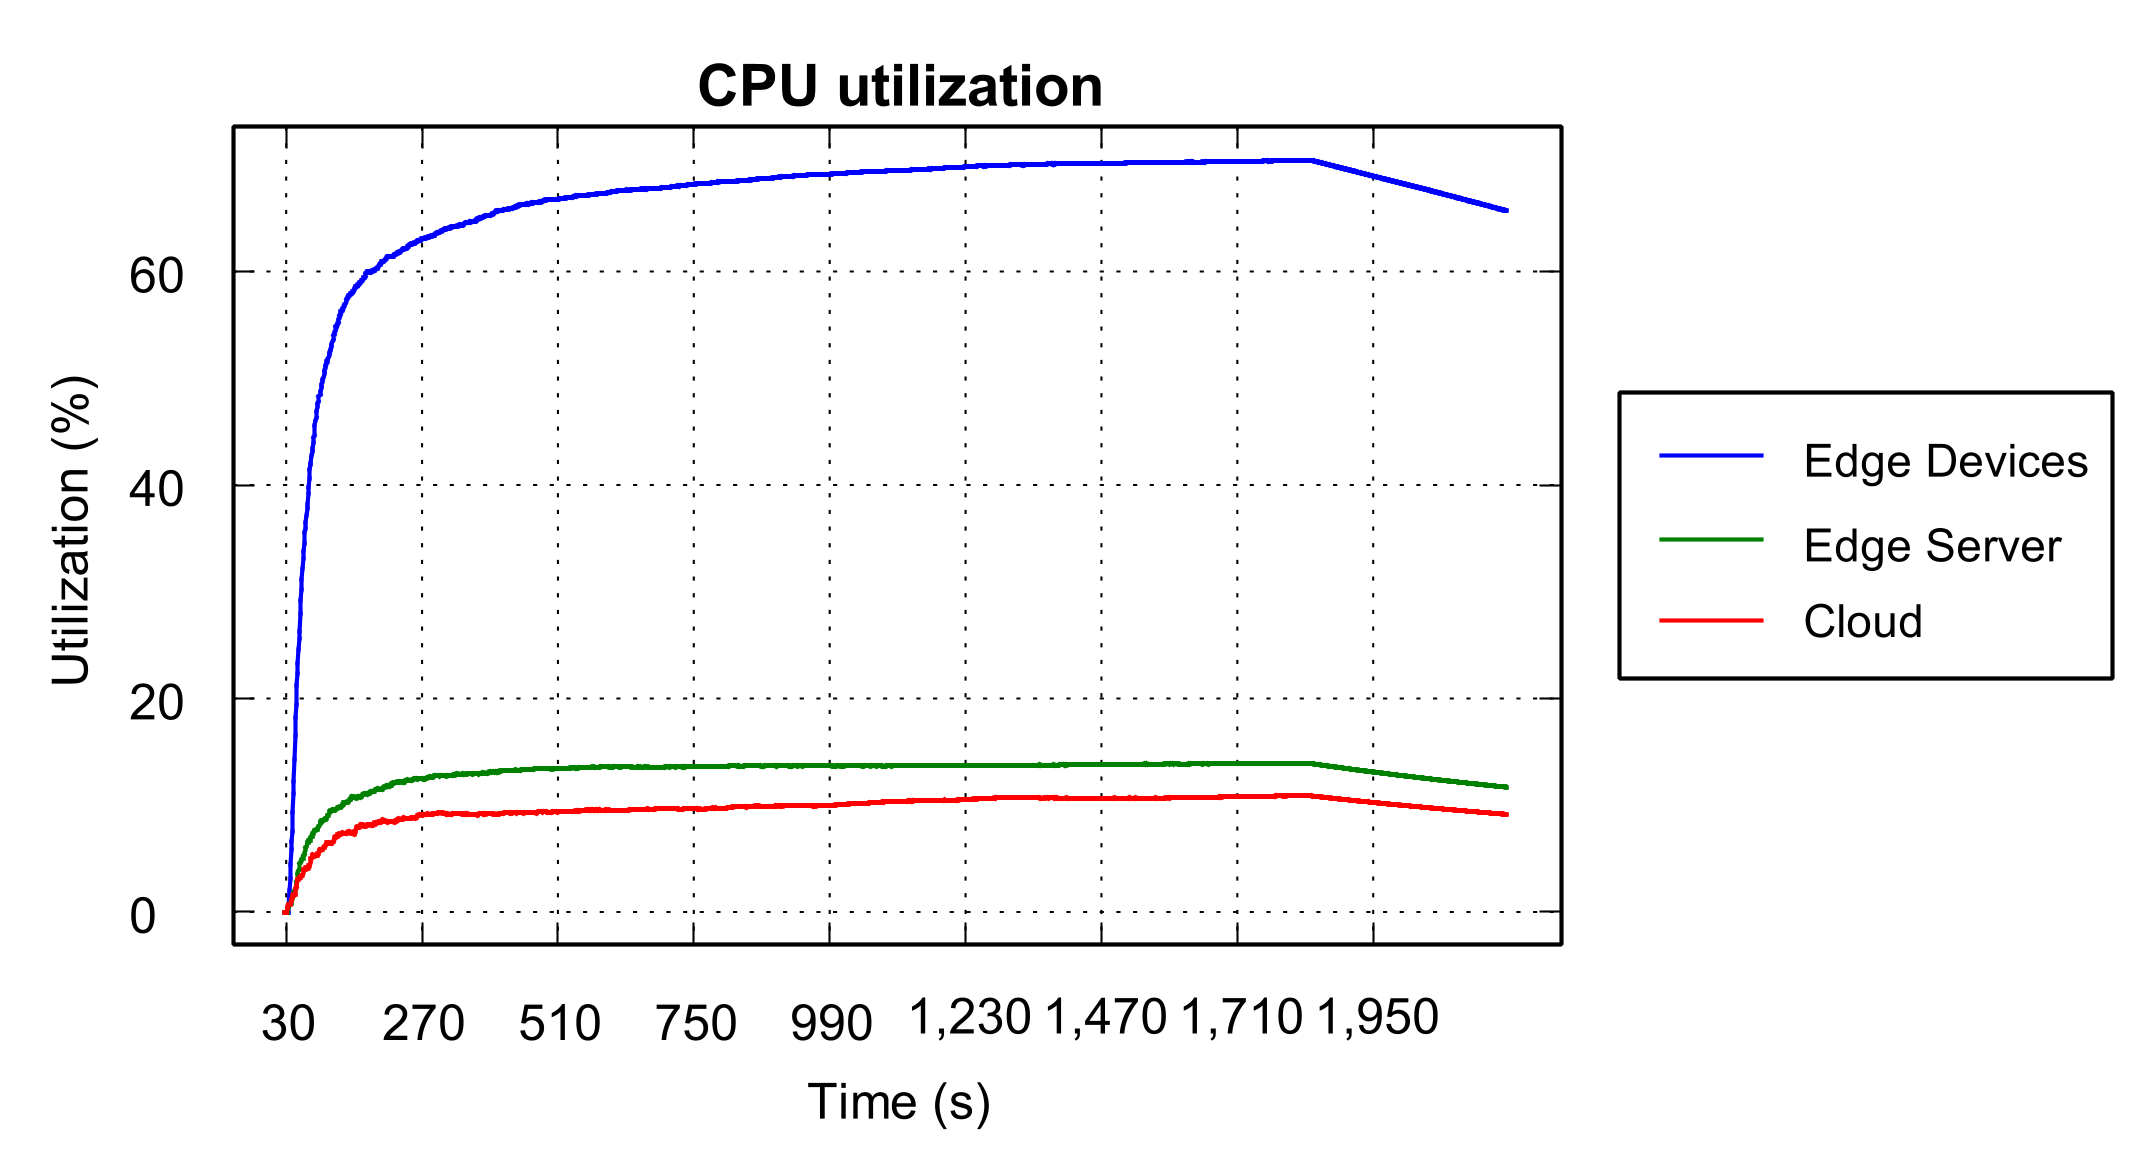 CPU utilization
Utilization (%)
60
40
20
0
30 270 510 750 990 1,230 1,470 1,710 1,950
Time (s)
Edge Devices
Edge Server
Cloud